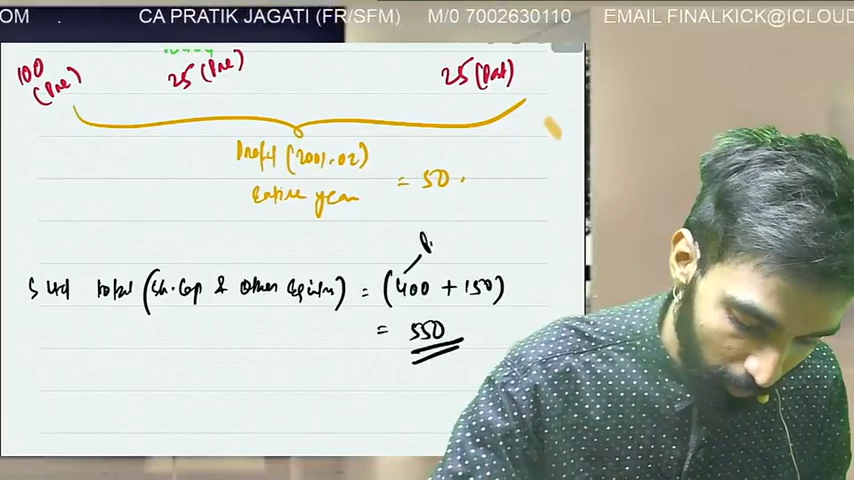 OM . CA PRATIK JAGATI (FR/SFM) M/0 7002630110 EMAIL FINALKICK@ICLOUD
100 25 (Pre) 25 (Post)
(Pre)
Profit (2001-02)
Entire year = 50.
S Ltd total (Sh. Cap & Other Equity) = (400 + 150)
= 550